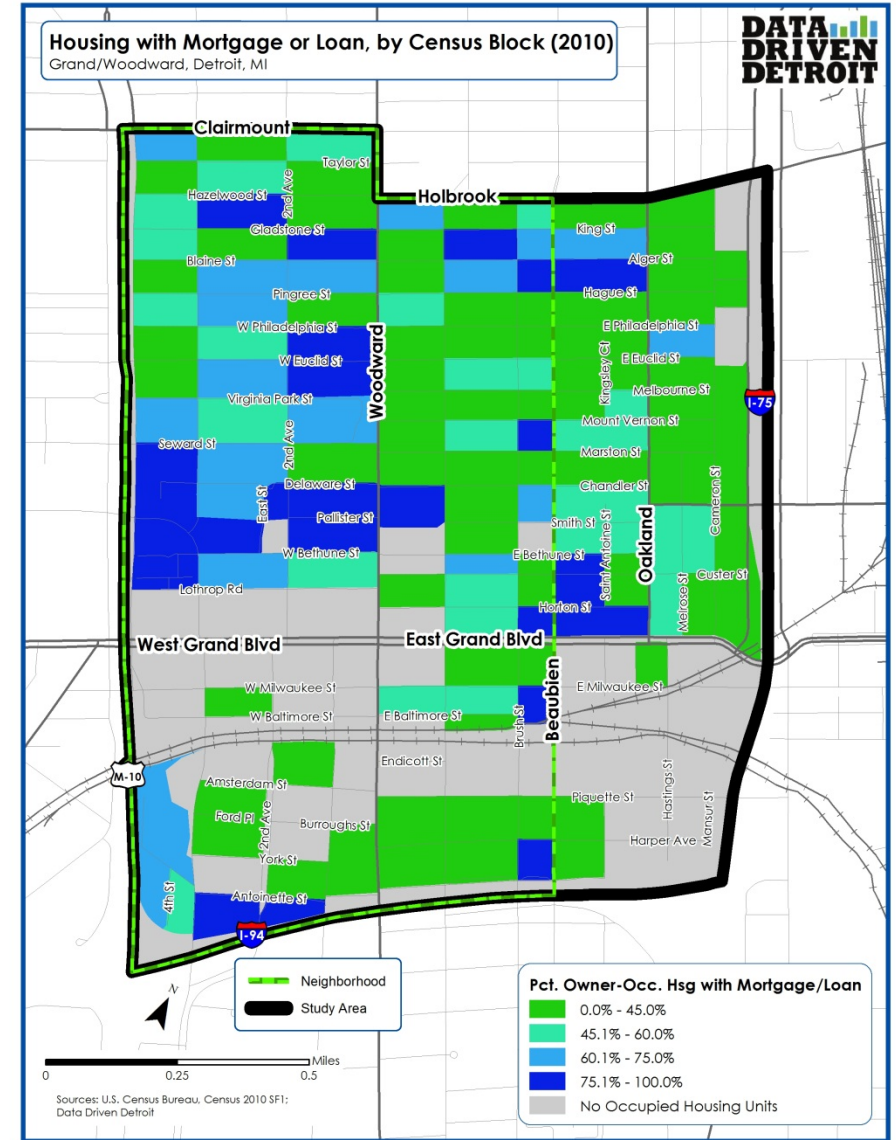 Housing with Mortgage or Loan, by Census Block (2010)
Grand/Woodward, Detroit, MI
DATA
DRIVEN
DETROIT
Clairmount
Taylor St
Hazelwood St
2nd Ave
Holbrook
Gladstone St
King St
Blaine St
Alger St
Pingree St
Hague St
W Philadelphia St
E Philadelphia St
Woodward
W Euclid St
E Euclid St
Kingsley Ct
Melbourne St
I-75
Virginia Park St
Mount Vernon St
Seward St
2nd Ave
Marston St
Delaware St
Chandler St
Cameron St
East St
Pallister St
Smith St
Saint Antoine St
Oakland
W Bethune St
E Bethune St
Custer St
Lothrop Rd
Horton St
Melrose St
West Grand Blvd
East Grand Blvd
Beaubien
W Milwaukee St
E Milwaukee St
W Baltimore St
E Baltimore St
Brush St
Endicott St
M-10
Amsterdam St
Piquette St
Hastings St
Mansur St
Ford Pl
2nd Ave
Burroughs St
Harper Ave
York St
4th St
Antoinette St
I-94
N
Neighborhood
Study Area
Miles
0 0.25 0.5
Sources: U.S. Census Bureau, Census 2010 SF1;
Data Driven Detroit
Pct. Owner-Occ. Hsg with Mortgage/Loan
0.0% - 45.0%
45.1% - 60.0%
60.1% - 75.0%
75.1% - 100.0%
No Occupied Housing Units